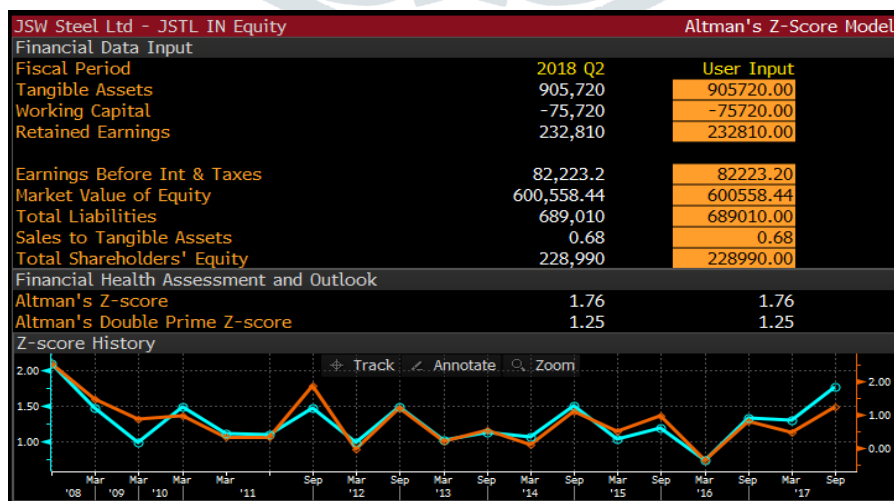 JSW Steel Ltd - JSTL IN Equity Altman's Z-Score Model
Financial Data Input
Fiscal Period 2018 Q2 User Input
Tangible Assets 905,720 905720.00
Working Capital -75,720 -75720.00
Retained Earnings 232,810 232810.00
Earnings Before Int & Taxes 82,223.2 82223.20
Market Value of Equity 600,558.44 600558.44
Total Liabilities 689,010 689010.00
Sales to Tangible Assets 0.68 0.68
Total Shareholders' Equity 228,990 228990.00
Financial Health Assessment and Outlook
Altman's Z-score 1.76 1.76
Altman's Double Prime Z-score 1.25 1.25
Z-score History
Track Annotate Zoom
2.00 2.00
1.50 1.00
1.00 0.00
Mar Mar Mar Mar Sep Mar Sep Mar Sep Mar Sep Mar Sep Mar Sep Mar Sep
'08 '09 '10 '11 '12 '13 '14 '15 '16 '17